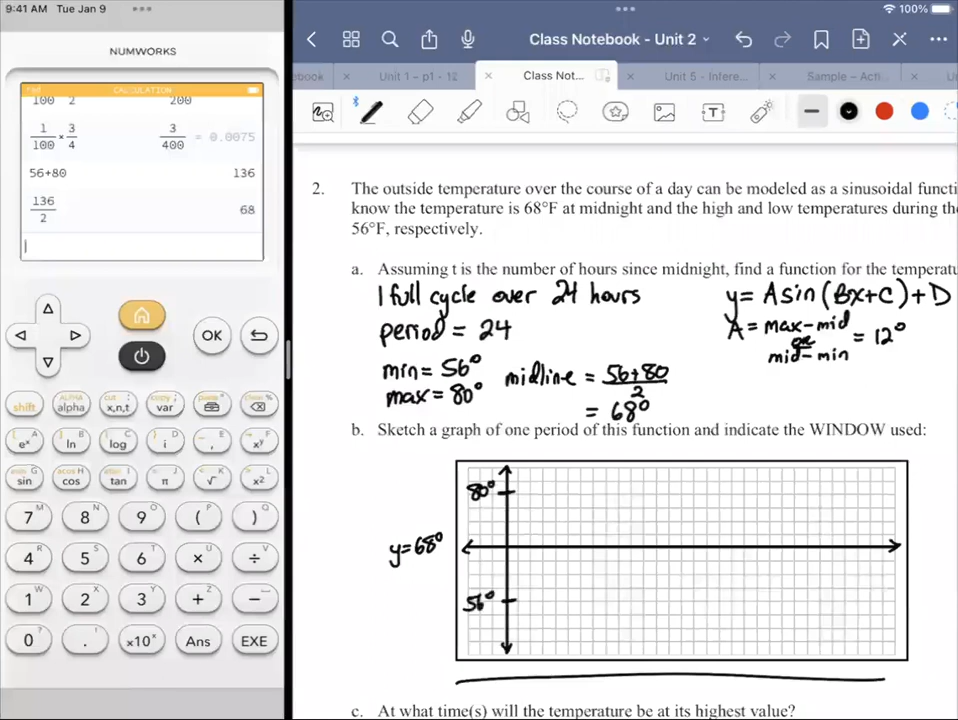 9:41 AM Tue Jan 9
100%
NUMWORKS
CALCULATION
100 2 200
1/100 × 3/4 3/400 = 0.0075
56+80 136
136/2 68
OK
shift alpha x,n,t var
ln log i , x^y
sin cos tan π √ x²
7 8 9 ( )
4 5 6 × ÷
1 2 3 + −
0 . ×10ˣ Ans EXE
Class Notebook - Unit 2
book × Unit 1 - p1 - 12 × Class Not... × Unit 5 - Infere... × Sample – Acti... ×
2. The outside temperature over the course of a day can be modeled as a sinusoidal functi
know the temperature is 68°F at midnight and the high and low temperatures during the
56°F, respectively.
a. Assuming t is the number of hours since midnight, find a function for the temperatu
1 full cycle over 24 hours
period = 24
min = 56°
max = 80°
midline = 56+80/2
= 68°
y = A sin(Bx+C)+D
A = max-mid or mid-min = 12°
b. Sketch a graph of one period of this function and indicate the WINDOW used:
80°
y=68°
56°
c. At what time(s) will the temperature be at its highest value?